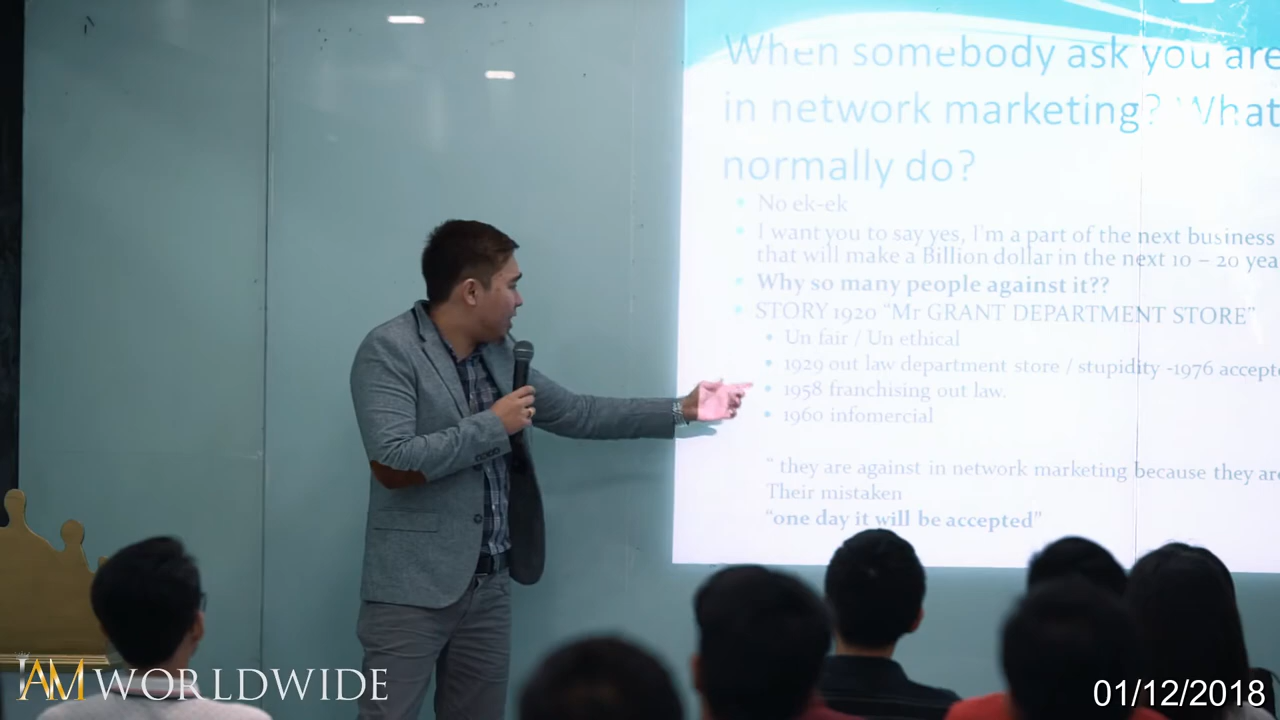 When somebody ask you are
in network marketing? What
normally do?
No ek-ek
I want you to say yes, I'm a part of the next business
that will make a Billion dollar in the next 10 – 20 yea
Why so many people against it??
STORY 1920 “Mr GRANT DEPARTMENT STORE”
Un fair / Un ethical
1929 out law department store / stupidity -1976 accept
1958 franchising out law.
1960 infomercial
“ they are against in network marketing because they are
Their mistaken
“one day it will be accepted”
IAM WORLDWIDE
01/12/2018